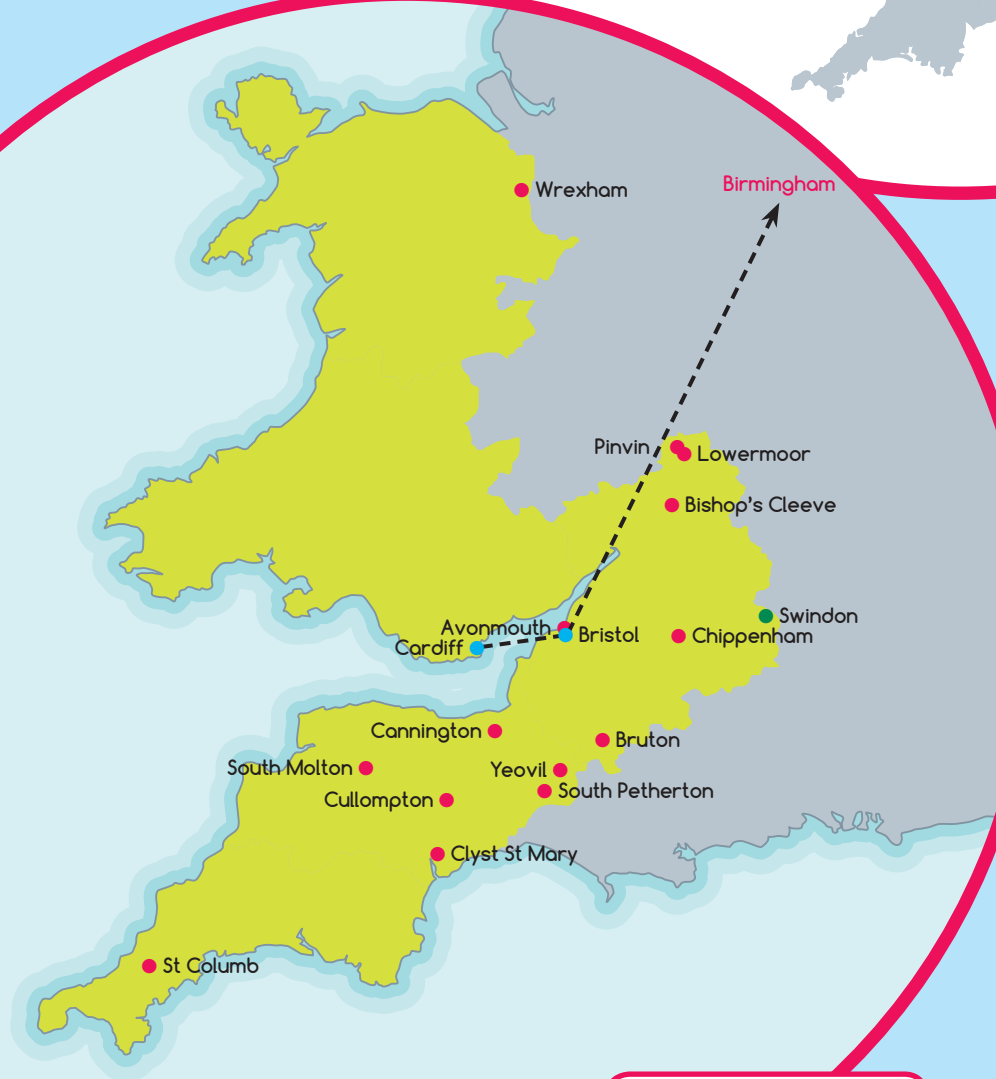 Birmingham
Wrexham
Pinvin
Lowermoor
Bishop's Cleeve
Swindon
Avonmouth
Bristol
Chippenham
Cardiff
Cannington
Bruton
South Molton
Yeovil
South Petherton
Cullompton
Clyst St Mary
St Columb